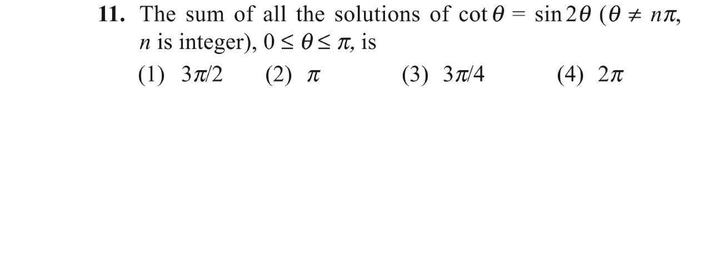 11. The sum of all the solutions of cot θ = sin 2θ (θ ≠ nπ,
n is integer), 0 ≤ θ ≤ π, is
(1) 3π/2 (2) π (3) 3π/4 (4) 2π